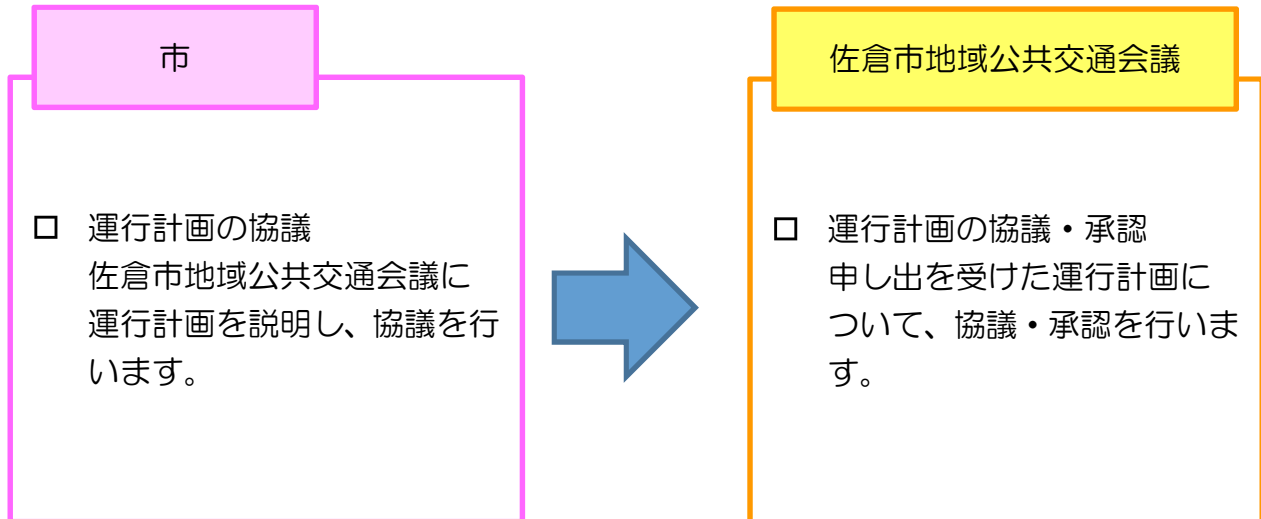 市
□ 運行計画の協議
佐倉市地域公共交通会議に
運行計画を説明し、協議を行
います。
佐倉市地域公共交通会議
□ 運行計画の協議・承認
申し出を受けた運行計画に
ついて、協議・承認を行いま
す。